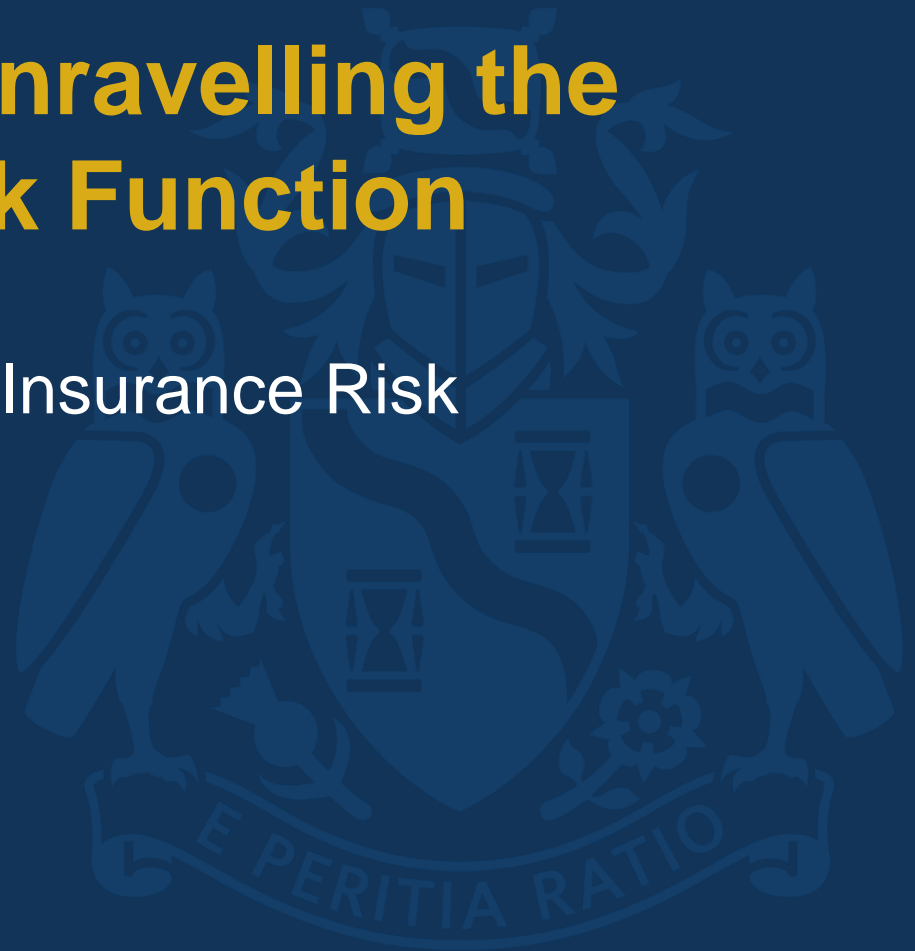 nravelling the
k Function
Insurance Risk
E PERITIA RATIO